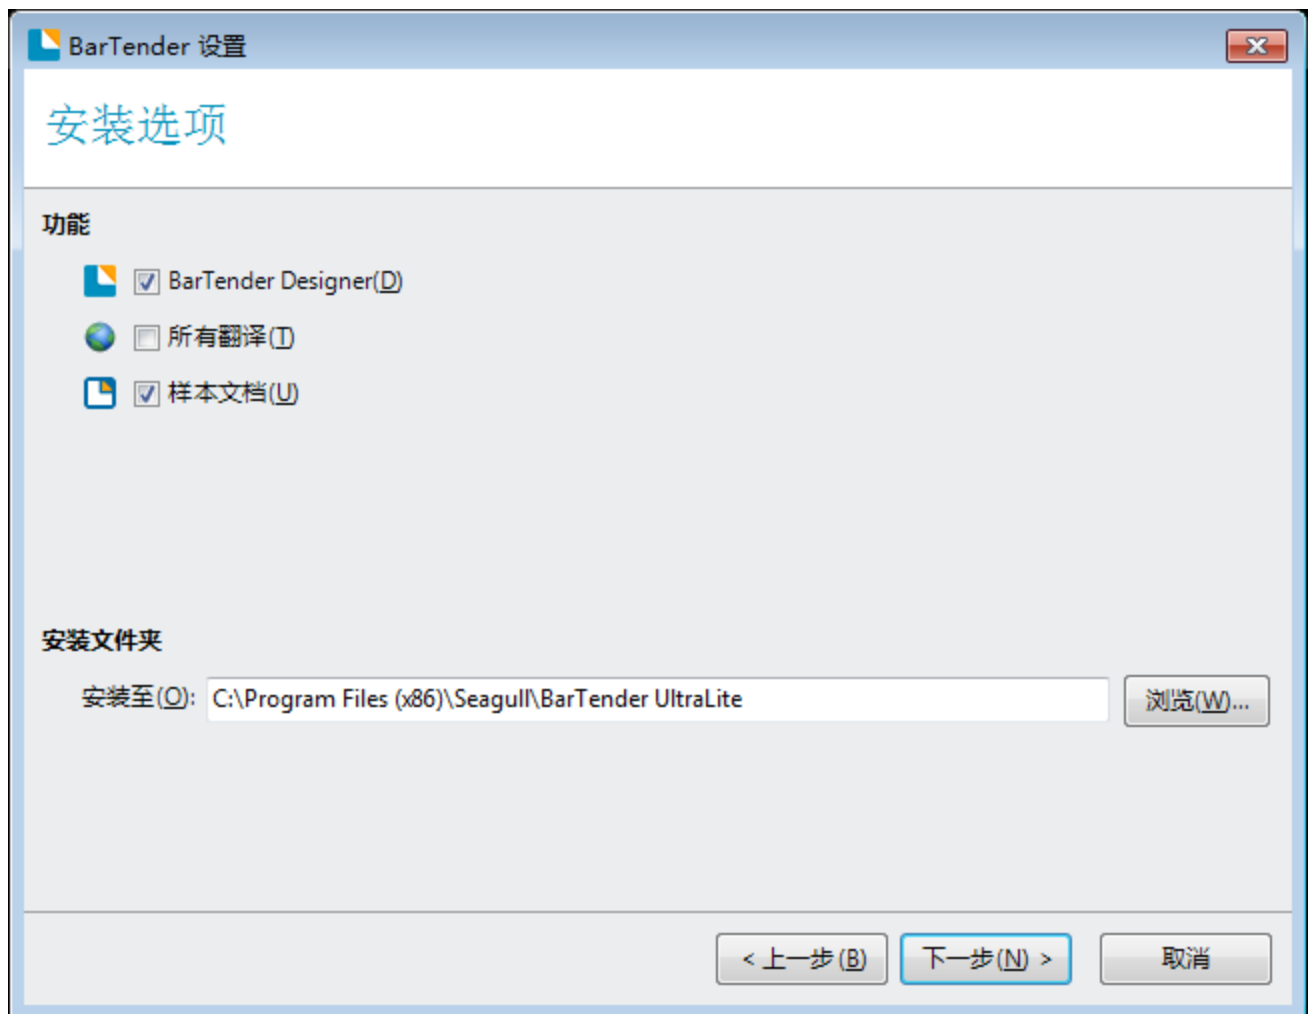 BarTender 设置
安装选项
功能
BarTender Designer(D)
所有翻译(T)
样本文档(U)
安装文件夹
安装至(O): C:\Program Files (x86)\Seagull\BarTender UltraLite 浏览(W)...
< 上一步(B) 下一步(N) > 取消